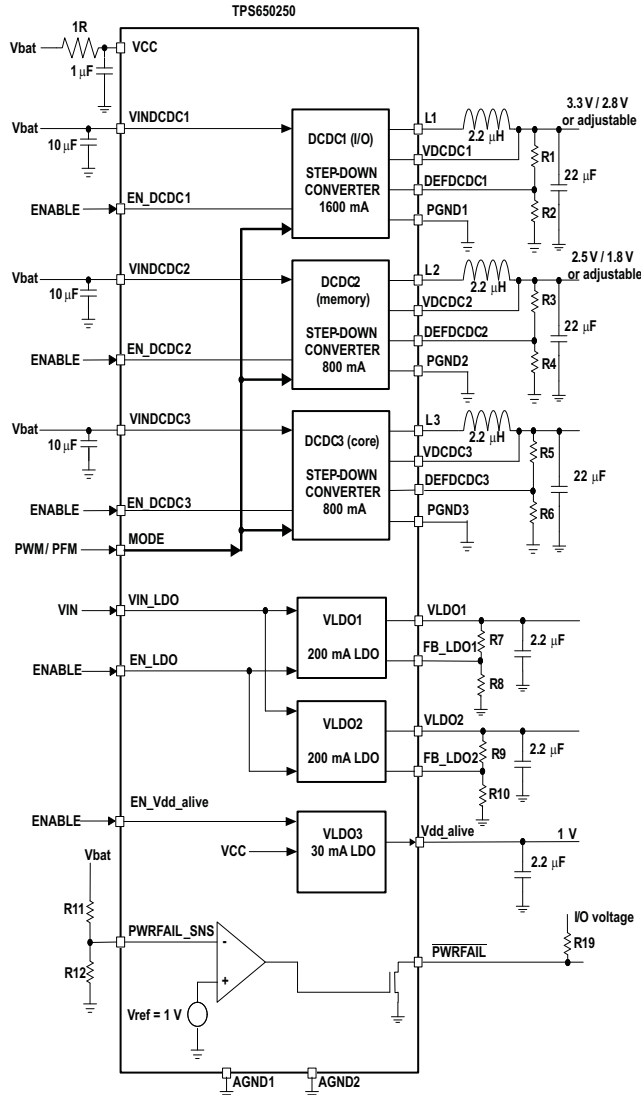 TPS650250
1R
Vbat
VCC
1 μF
Vbat
VINDCDC1
10 μF
ENABLE
EN_DCDC1
DCDC1 (I/O)
STEP-DOWN
CONVERTER
1600 mA
L1
2.2 μH
3.3 V / 2.8 V
or adjustable
VDCDC1
R1
DEFDCDC1
22 μF
R2
PGND1
Vbat
VINDCDC2
10 μF
ENABLE
EN_DCDC2
DCDC2
(memory)
STEP-DOWN
CONVERTER
800 mA
L2
2.2 μH
2.5 V / 1.8 V
or adjustable
VDCDC2
R3
DEFDCDC2
22 μF
R4
PGND2
Vbat
VINDCDC3
10 μF
ENABLE
EN_DCDC3
PWM/ PFM
MODE
DCDC3 (core)
STEP-DOWN
CONVERTER
800 mA
L3
2.2 μH
VDCDC3
R5
DEFDCDC3
22 μF
R6
PGND3
VIN
VIN_LDO
ENABLE
EN_LDO
VLDO1
200 mA LDO
VLDO1
R7
2.2 μF
FB_LDO1
R8
VLDO2
200 mA LDO
VLDO2
R9
2.2 μF
FB_LDO2
R10
ENABLE
EN_Vdd_alive
VCC
VLDO3
30 mA LDO
Vdd_alive
1 V
2.2 μF
Vbat
R11
PWRFAIL_SNS
R12
-
+
Vref = 1 V
PWRFAIL
I/O voltage
R19
AGND1
AGND2